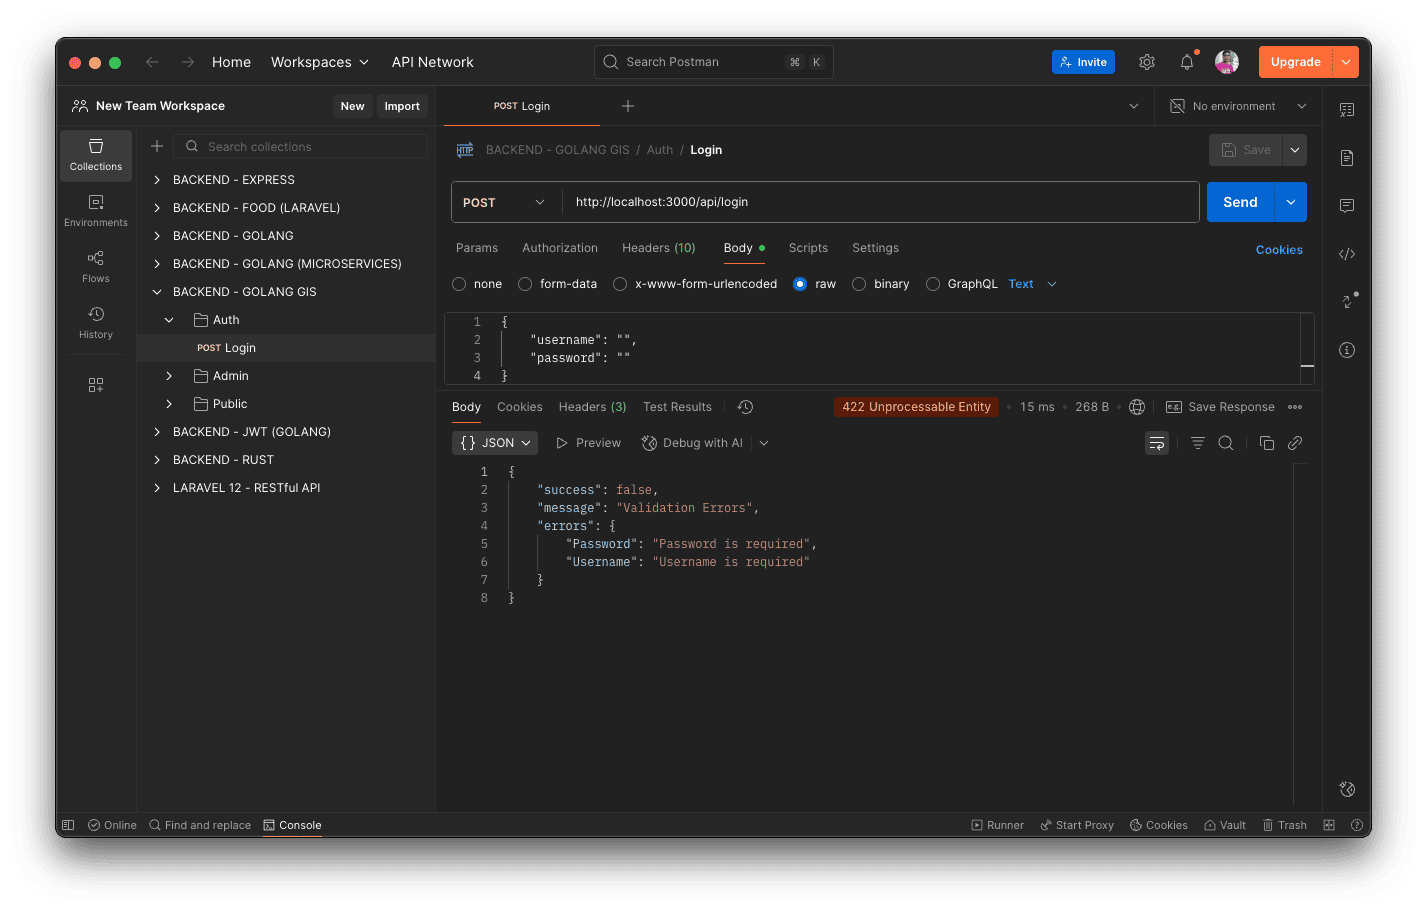 Home Workspaces API Network Search Postman ⌘ K Invite Upgrade
New Team Workspace New Import POST Login No environment
Collections
Environments
Flows
History
Search collections
BACKEND - EXPRESS
BACKEND - FOOD (LARAVEL)
BACKEND - GOLANG
BACKEND - GOLANG (MICROSERVICES)
BACKEND - GOLANG GIS
Auth
POST Login
Admin
Public
BACKEND - JWT (GOLANG)
BACKEND - RUST
LARAVEL 12 - RESTful API
HTTP BACKEND - GOLANG GIS / Auth / Login Save
POST http://localhost:3000/api/login Send
Params Authorization Headers (10) Body Scripts Settings Cookies
none form-data x-www-form-urlencoded raw binary GraphQL Text
1 {
2 "username": "",
3 "password": ""
4 }
Body Cookies Headers (3) Test Results 422 Unprocessable Entity 15 ms 268 B e.g. Save Response
{} JSON Preview Debug with AI
1 {
2 "success": false,
3 "message": "Validation Errors",
4 "errors": {
5 "Password": "Password is required",
6 "Username": "Username is required"
7 }
8 }
Online Find and replace Console Runner Start Proxy Cookies Vault Trash